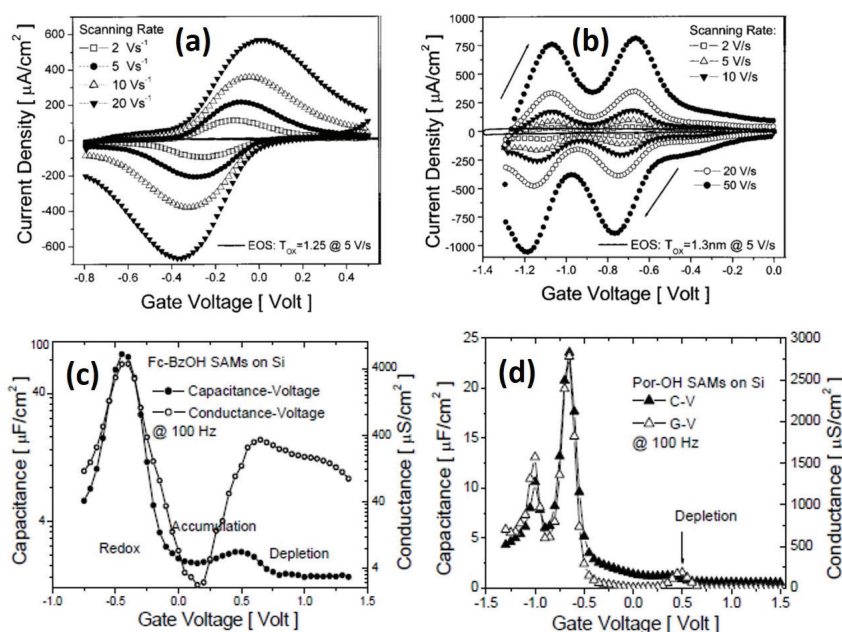 (a)
Scanning Rate
2 Vs⁻¹
5 Vs⁻¹
10 Vs⁻¹
20 Vs⁻¹
600
400
200
0
-200
-400
-600
Current Density [ μA/cm² ]
EOS: T_OX=1.25 @ 5 V/s
-0.8 -0.6 -0.4 -0.2 0.0 0.2 0.4
Gate Voltage [ Volt ]
(b)
Scanning Rate:
2 V/s
5 V/s
10 V/s
20 V/s
50 V/s
1000
750
500
250
0
-250
-500
-750
-1000
Current Density [ μA/cm² ]
EOS: T_OX=1.3nm @ 5 V/s
-1.4 -1.2 -1.0 -0.8 -0.6 -0.4 -0.2 0.0
Gate Voltage [ Volt ]
(c)
Fc-BzOH SAMs on Si
Capacitance-Voltage
Conductance-Voltage
@ 100 Hz
100
40
4
Capacitance [ μF/cm² ]
4000
400
40
4
Conductance [ μS/cm² ]
Redox
Accumulation
Depletion
-1.0 -0.5 0.0 0.5 1.0 1.5
Gate Voltage [ Volt ]
(d)
Por-OH SAMs on Si
C-V
G-V
@ 100 Hz
25
20
15
10
5
0
Capacitance [ μF/cm² ]
3000
2500
2000
1500
1000
500
0
Conductance [ μS/cm² ]
Depletion
-1.5 -1.0 -0.5 0.0 0.5 1.0 1.5
Gate Voltage [ Volt ]